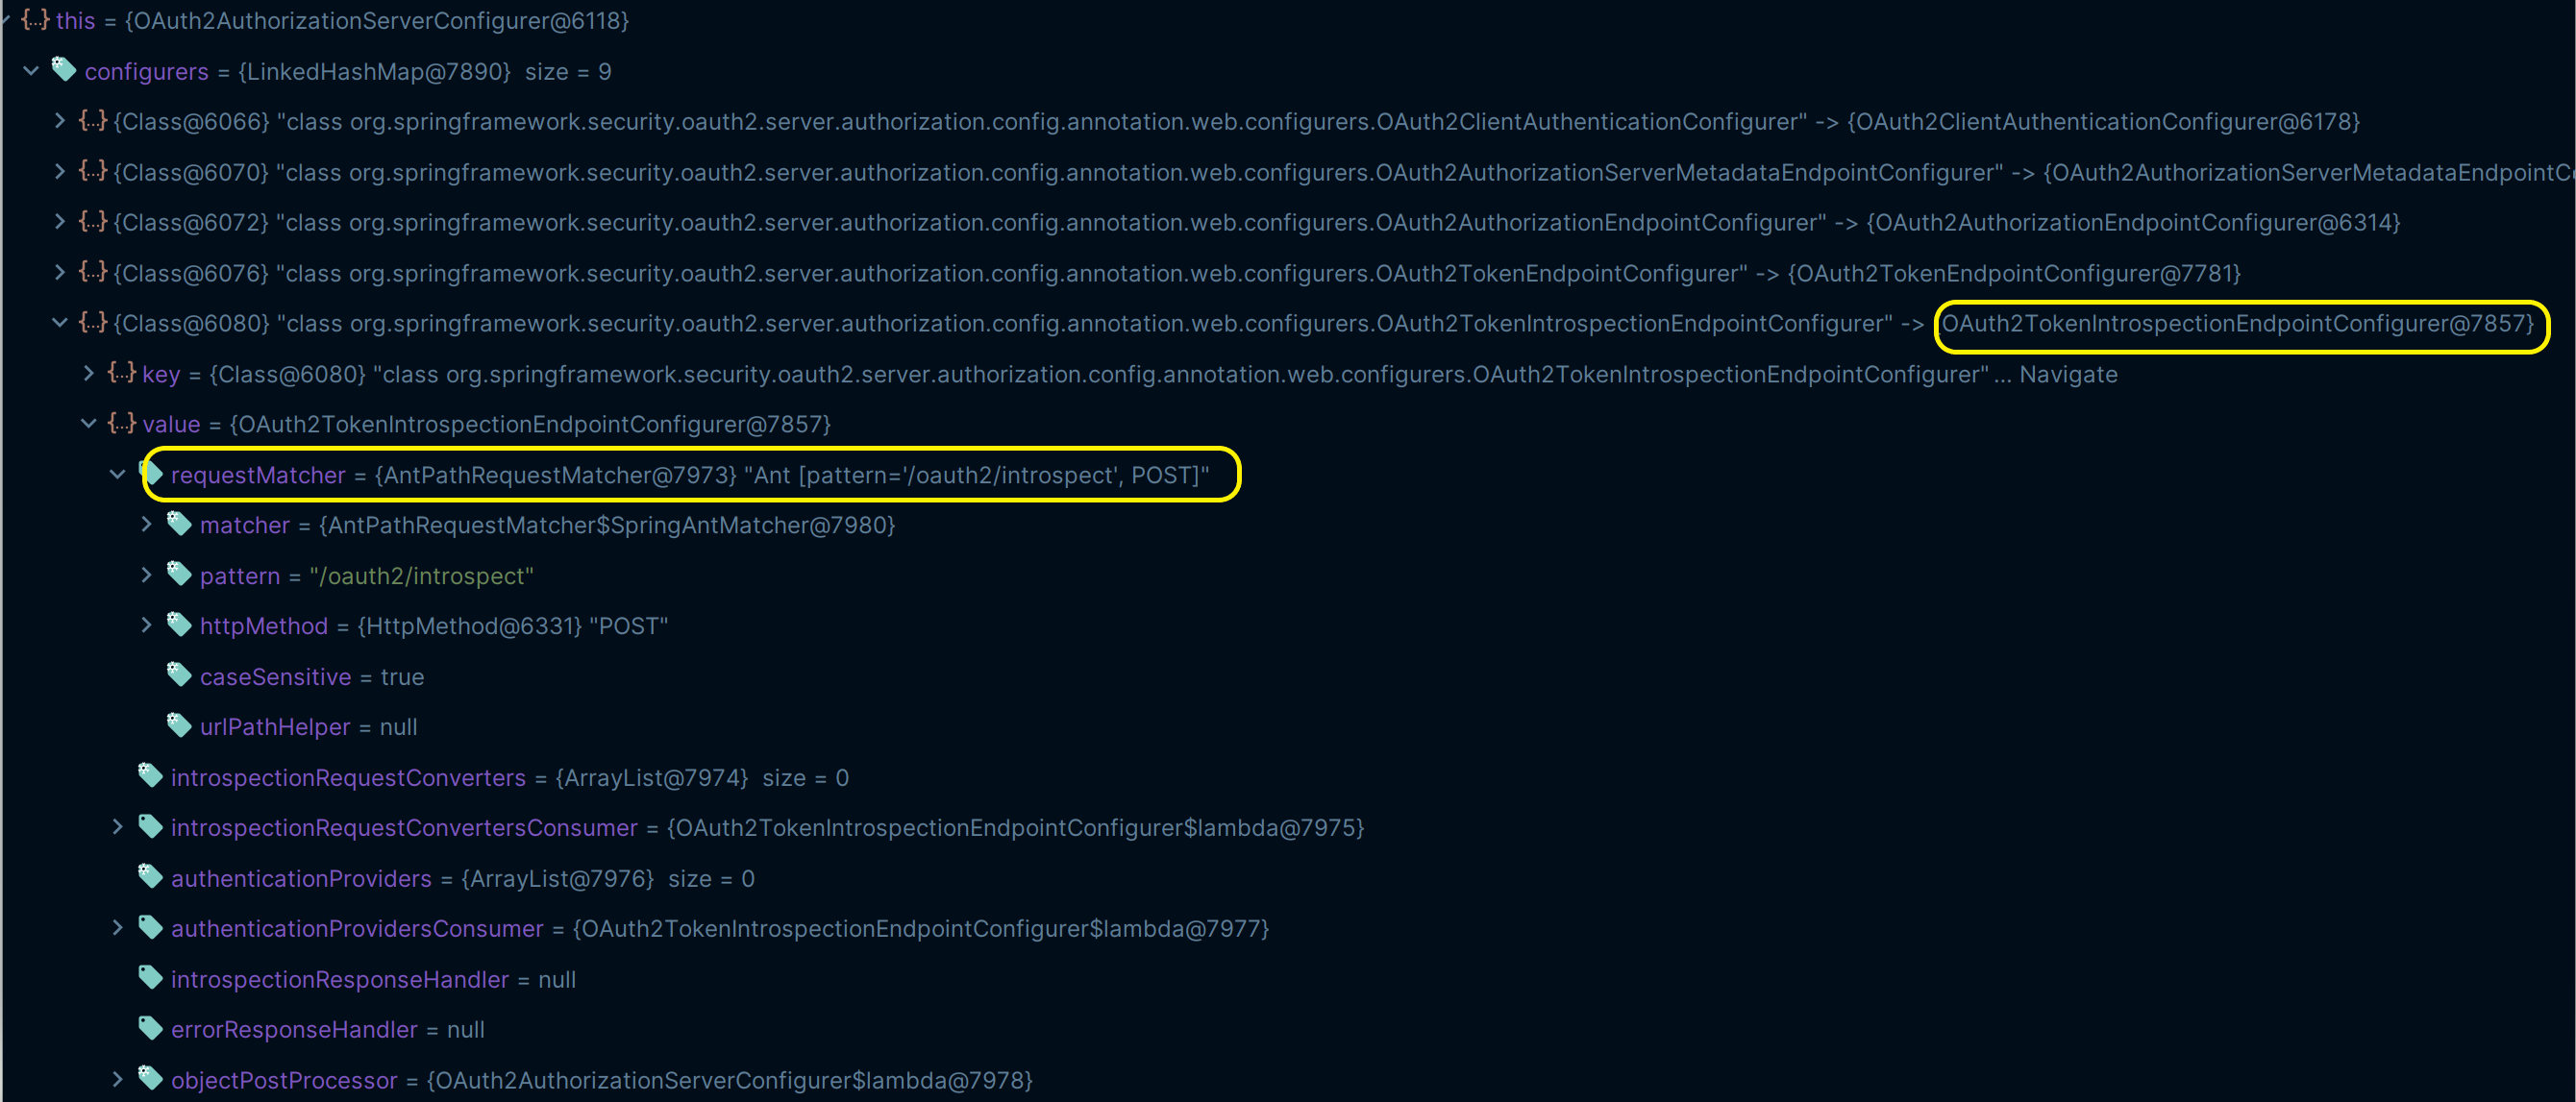 this = {OAuth2AuthorizationServerConfigurer@6118}
configurers = {LinkedHashMap@7890} size = 9
{Class@6066} "class org.springframework.security.oauth2.server.authorization.config.annotation.web.configurers.OAuth2ClientAuthenticationConfigurer" -> {OAuth2ClientAuthenticationConfigurer@6178}
{Class@6070} "class org.springframework.security.oauth2.server.authorization.config.annotation.web.configurers.OAuth2AuthorizationServerMetadataEndpointConfigurer" -> {OAuth2AuthorizationServerMetadataEndpointC
{Class@6072} "class org.springframework.security.oauth2.server.authorization.config.annotation.web.configurers.OAuth2AuthorizationEndpointConfigurer" -> {OAuth2AuthorizationEndpointConfigurer@6314}
{Class@6076} "class org.springframework.security.oauth2.server.authorization.config.annotation.web.configurers.OAuth2TokenEndpointConfigurer" -> {OAuth2TokenEndpointConfigurer@7781}
{Class@6080} "class org.springframework.security.oauth2.server.authorization.config.annotation.web.configurers.OAuth2TokenIntrospectionEndpointConfigurer" -> {OAuth2TokenIntrospectionEndpointConfigurer@7857}
key = {Class@6080} "class org.springframework.security.oauth2.server.authorization.config.annotation.web.configurers.OAuth2TokenIntrospectionEndpointConfigurer" ... Navigate
value = {OAuth2TokenIntrospectionEndpointConfigurer@7857}
requestMatcher = {AntPathRequestMatcher@7973} "Ant [pattern='/oauth2/introspect', POST]"
matcher = {AntPathRequestMatcher$SpringAntMatcher@7980}
pattern = "/oauth2/introspect"
httpMethod = {HttpMethod@6331} "POST"
caseSensitive = true
urlPathHelper = null
introspectionRequestConverters = {ArrayList@7974} size = 0
introspectionRequestConvertersConsumer = {OAuth2TokenIntrospectionEndpointConfigurer$lambda@7975}
authenticationProviders = {ArrayList@7976} size = 0
authenticationProvidersConsumer = {OAuth2TokenIntrospectionEndpointConfigurer$lambda@7977}
introspectionResponseHandler = null
errorResponseHandler = null
objectPostProcessor = {OAuth2AuthorizationServerConfigurer$lambda@7978}